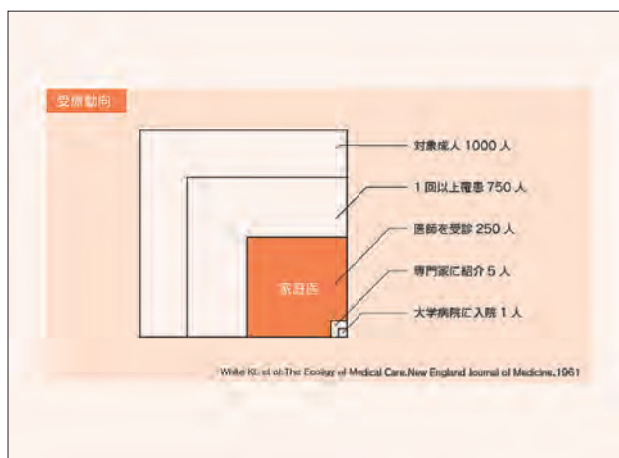 受療動向
対象成人 1000 人
1 回以上罹患 750 人
医師を受診 250 人
家庭医
専門家に紹介 5 人
大学病院に入院 1 人
White KL. et al:The Ecology of Medical Care.New England Journal of Medicine.1961